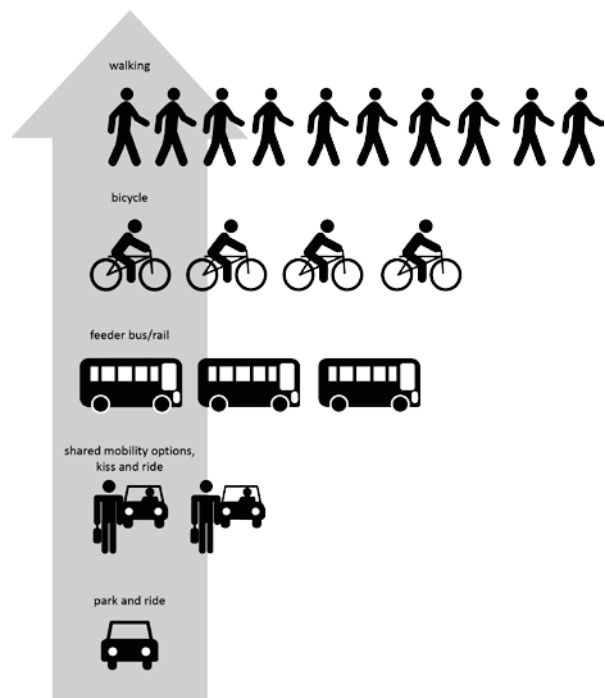 walking
bicycle
feeder bus/rail
shared mobility options,
kiss and ride
park and ride